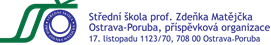 Střední škola prof. Zdeňka Matějčka
Ostrava-Poruba, příspěvková organizace
17. listopadu 1123/70, 708 00 Ostrava-Poruba